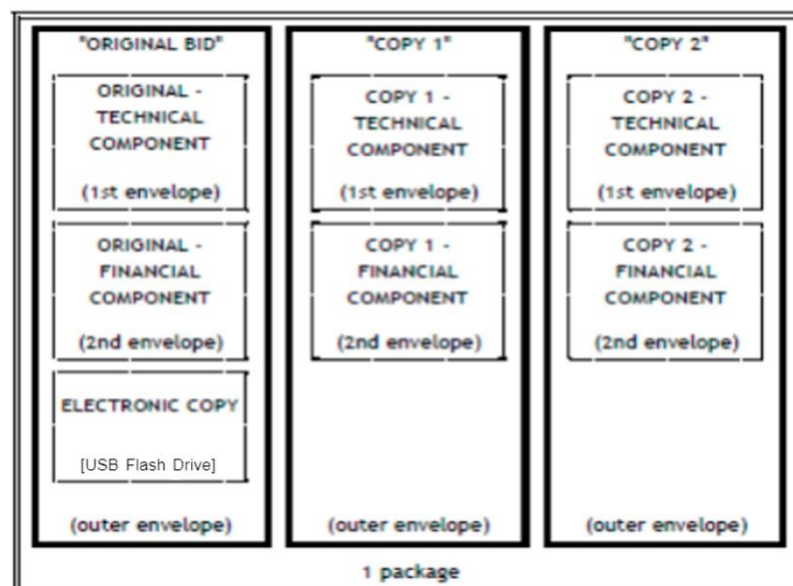 "ORIGINAL BID"
ORIGINAL -
TECHNICAL
COMPONENT
(1st envelope)
ORIGINAL -
FINANCIAL
COMPONENT
(2nd envelope)
ELECTRONIC COPY
[USB Flash Drive]
(outer envelope)
"COPY 1"
COPY 1 -
TECHNICAL
COMPONENT
(1st envelope)
COPY 1 -
FINANCIAL
COMPONENT
(2nd envelope)
(outer envelope)
"COPY 2"
COPY 2 -
TECHNICAL
COMPONENT
(1st envelope)
COPY 2 -
FINANCIAL
COMPONENT
(2nd envelope)
(outer envelope)
1 package